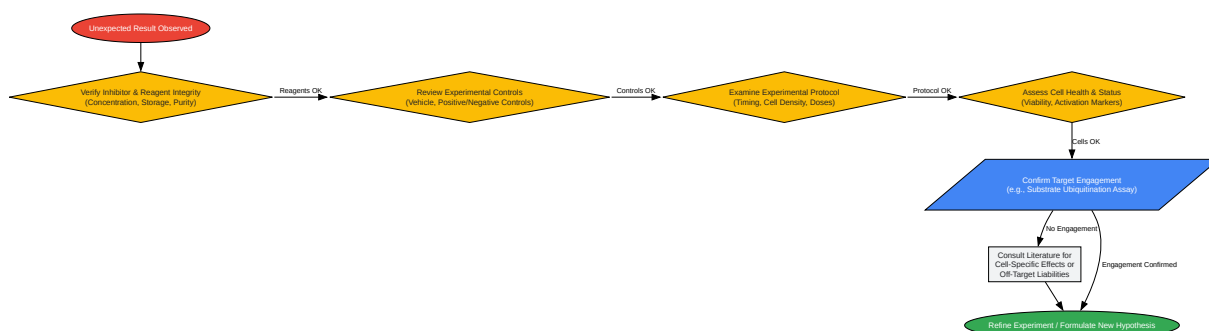 Unexpected Result Observed
Verify Inhibitor & Reagent Integrity
(Concentration, Storage, Purity)
Reagents OK
Review Experimental Controls
(Vehicle, Positive/Negative Controls)
Controls OK
Examine Experimental Protocol
(Timing, Cell Density, Doses)
Protocol OK
Assess Cell Health & Status
(Viability, Activation Markers)
Cells OK
Confirm Target Engagement
(e.g., Substrate Ubiquitination Assay)
No Engagement
Consult Literature for
Cell-Specific Effects or
Off-Target Liabilities
Engagement Confirmed
Refine Experiment / Formulate New Hypothesis